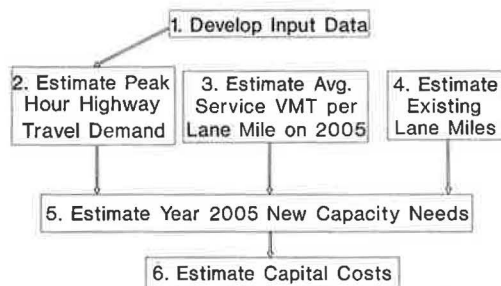 1. Develop Input Data
2. Estimate Peak
Hour Highway
Travel Demand
3. Estimate Avg.
Service VMT per
Lane Mile on 2005
4. Estimate
Existing
Lane Miles
5. Estimate Year 2005 New Capacity Needs
6. Estimate Capital Costs